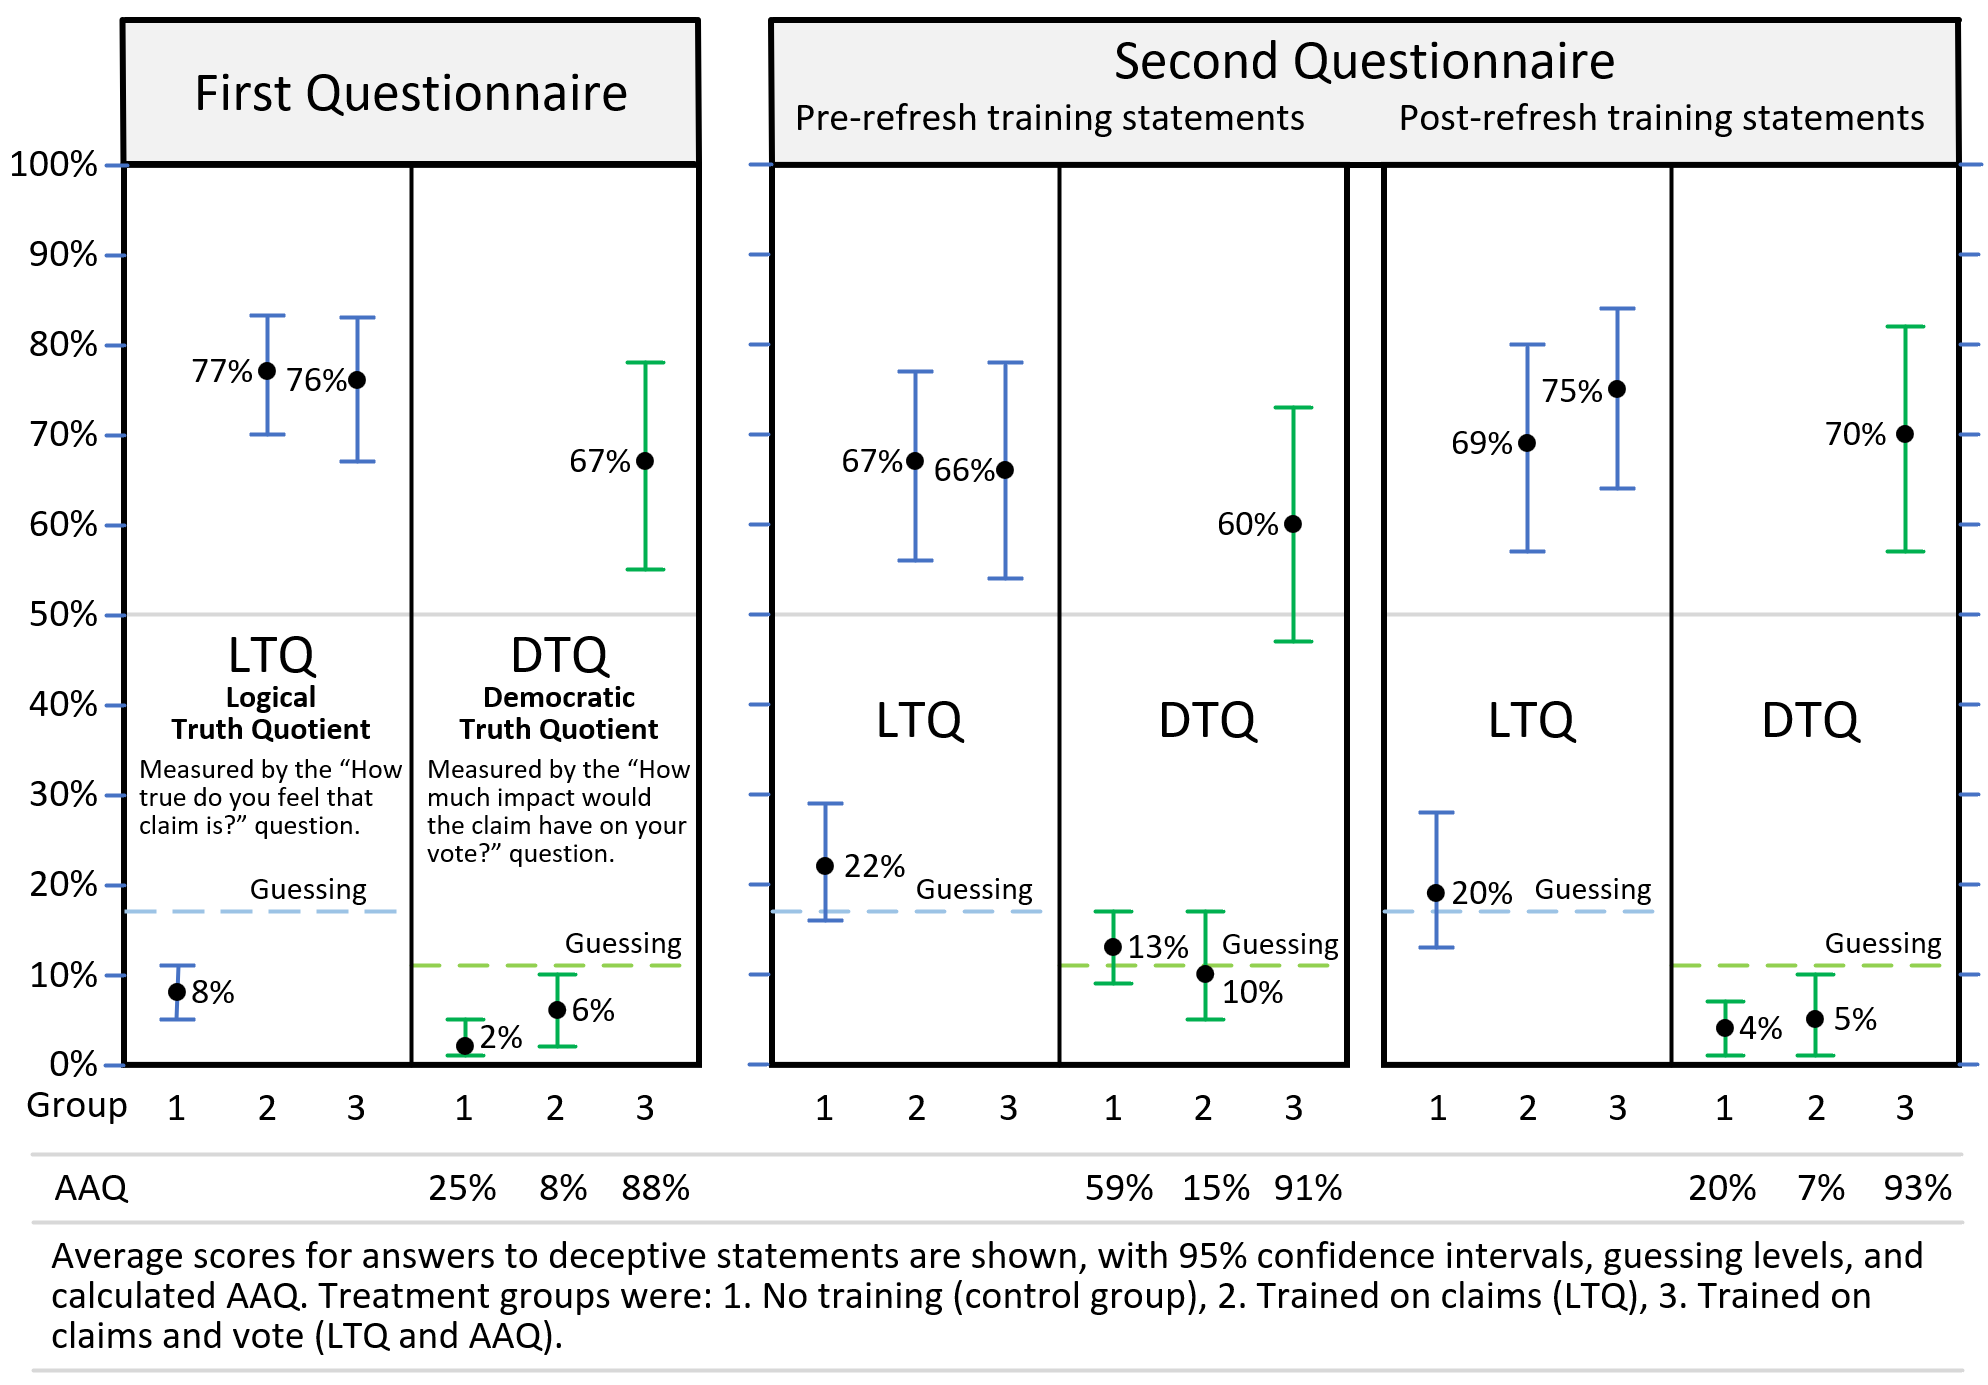 First Questionnaire
Second Questionnaire
Pre-refresh training statements
Post-refresh training statements
100%
90%
80%
70%
60%
50%
40%
30%
20%
10%
0%
77%
76%
67%
LTQ
Logical
Truth Quotient
Measured by the “How
true do you feel that
claim is?” question.
Guessing
8%
DTQ
Democratic
Truth Quotient
Measured by the “How
much impact would
the claim have on your
vote?” question.
Guessing
2%
6%
67%
66%
60%
LTQ
DTQ
22%
Guessing
13%
Guessing
10%
69%
75%
70%
LTQ
DTQ
20%
Guessing
Guessing
4%
5%
Group 1 2 3 1 2 3 1 2 3 1 2 3 1 2 3 1 2 3
AAQ 25% 8% 88% 59% 15% 91% 20% 7% 93%
Average scores for answers to deceptive statements are shown, with 95% confidence intervals, guessing levels, and
calculated AAQ. Treatment groups were: 1. No training (control group), 2. Trained on claims (LTQ), 3. Trained on
claims and vote (LTQ and AAQ).